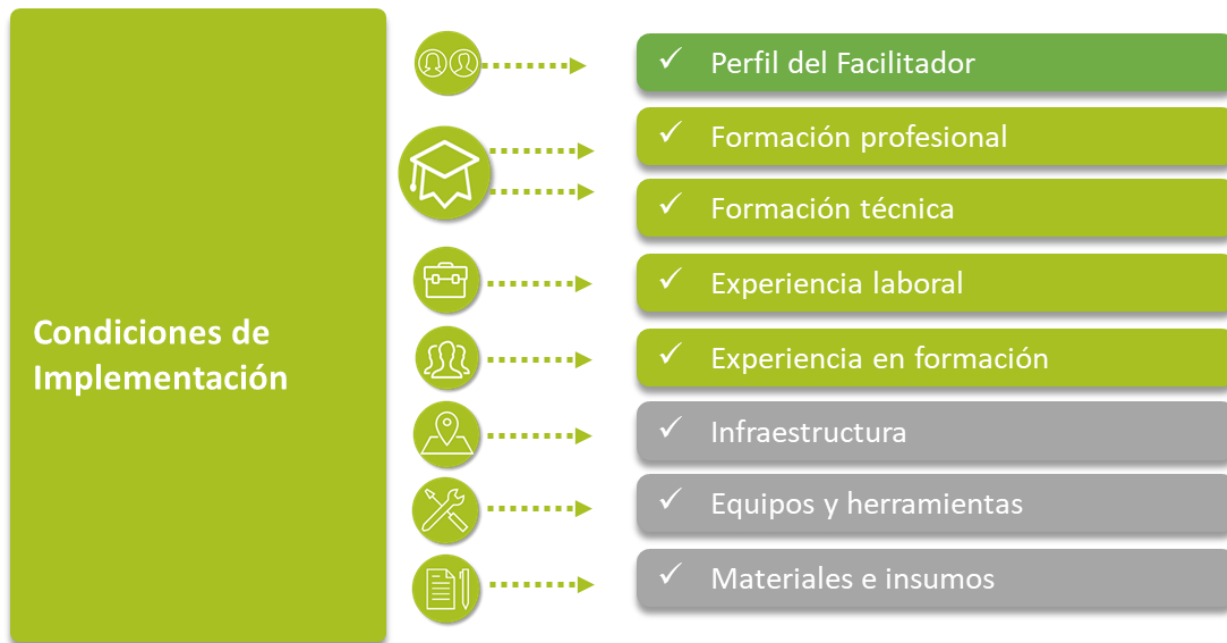 Condiciones de
Implementación
✓ Perfil del Facilitador
✓ Formación profesional
✓ Formación técnica
✓ Experiencia laboral
✓ Experiencia en formación
✓ Infraestructura
✓ Equipos y herramientas
✓ Materiales e insumos